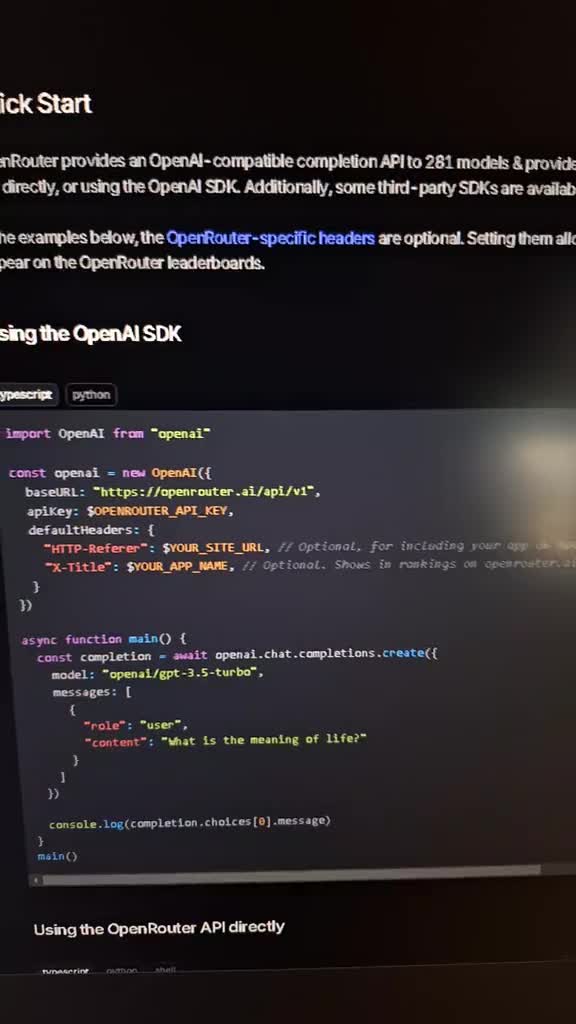 ick Start
enRouter provides an OpenAI-compatible completion API to 281 models & provide
directly, or using the OpenAI SDK. Additionally, some third-party SDKs are availab
he examples below, the OpenRouter-specific headers are optional. Setting them allo
pear on the OpenRouter leaderboards.
sing the OpenAI SDK
ypescript python
import OpenAI from "openai"
const openai = new OpenAI({
baseURL: "https://openrouter.ai/api/v1",
apiKey: $OPENROUTER_API_KEY,
defaultHeaders: {
"HTTP-Referer": $YOUR_SITE_URL, // Optional, for including your app on
"X-Title": $YOUR_APP_NAME, // Optional. Shows in rankings on openrouter.ai
}
})
async function main() {
const completion = await openai.chat.completions.create({
model: "openai/gpt-3.5-turbo",
messages: [
{
"role": "user",
"content": "What is the meaning of life?"
}
]
})
console.log(completion.choices[0].message)
}
main()
Using the OpenRouter API directly
typescript python shell